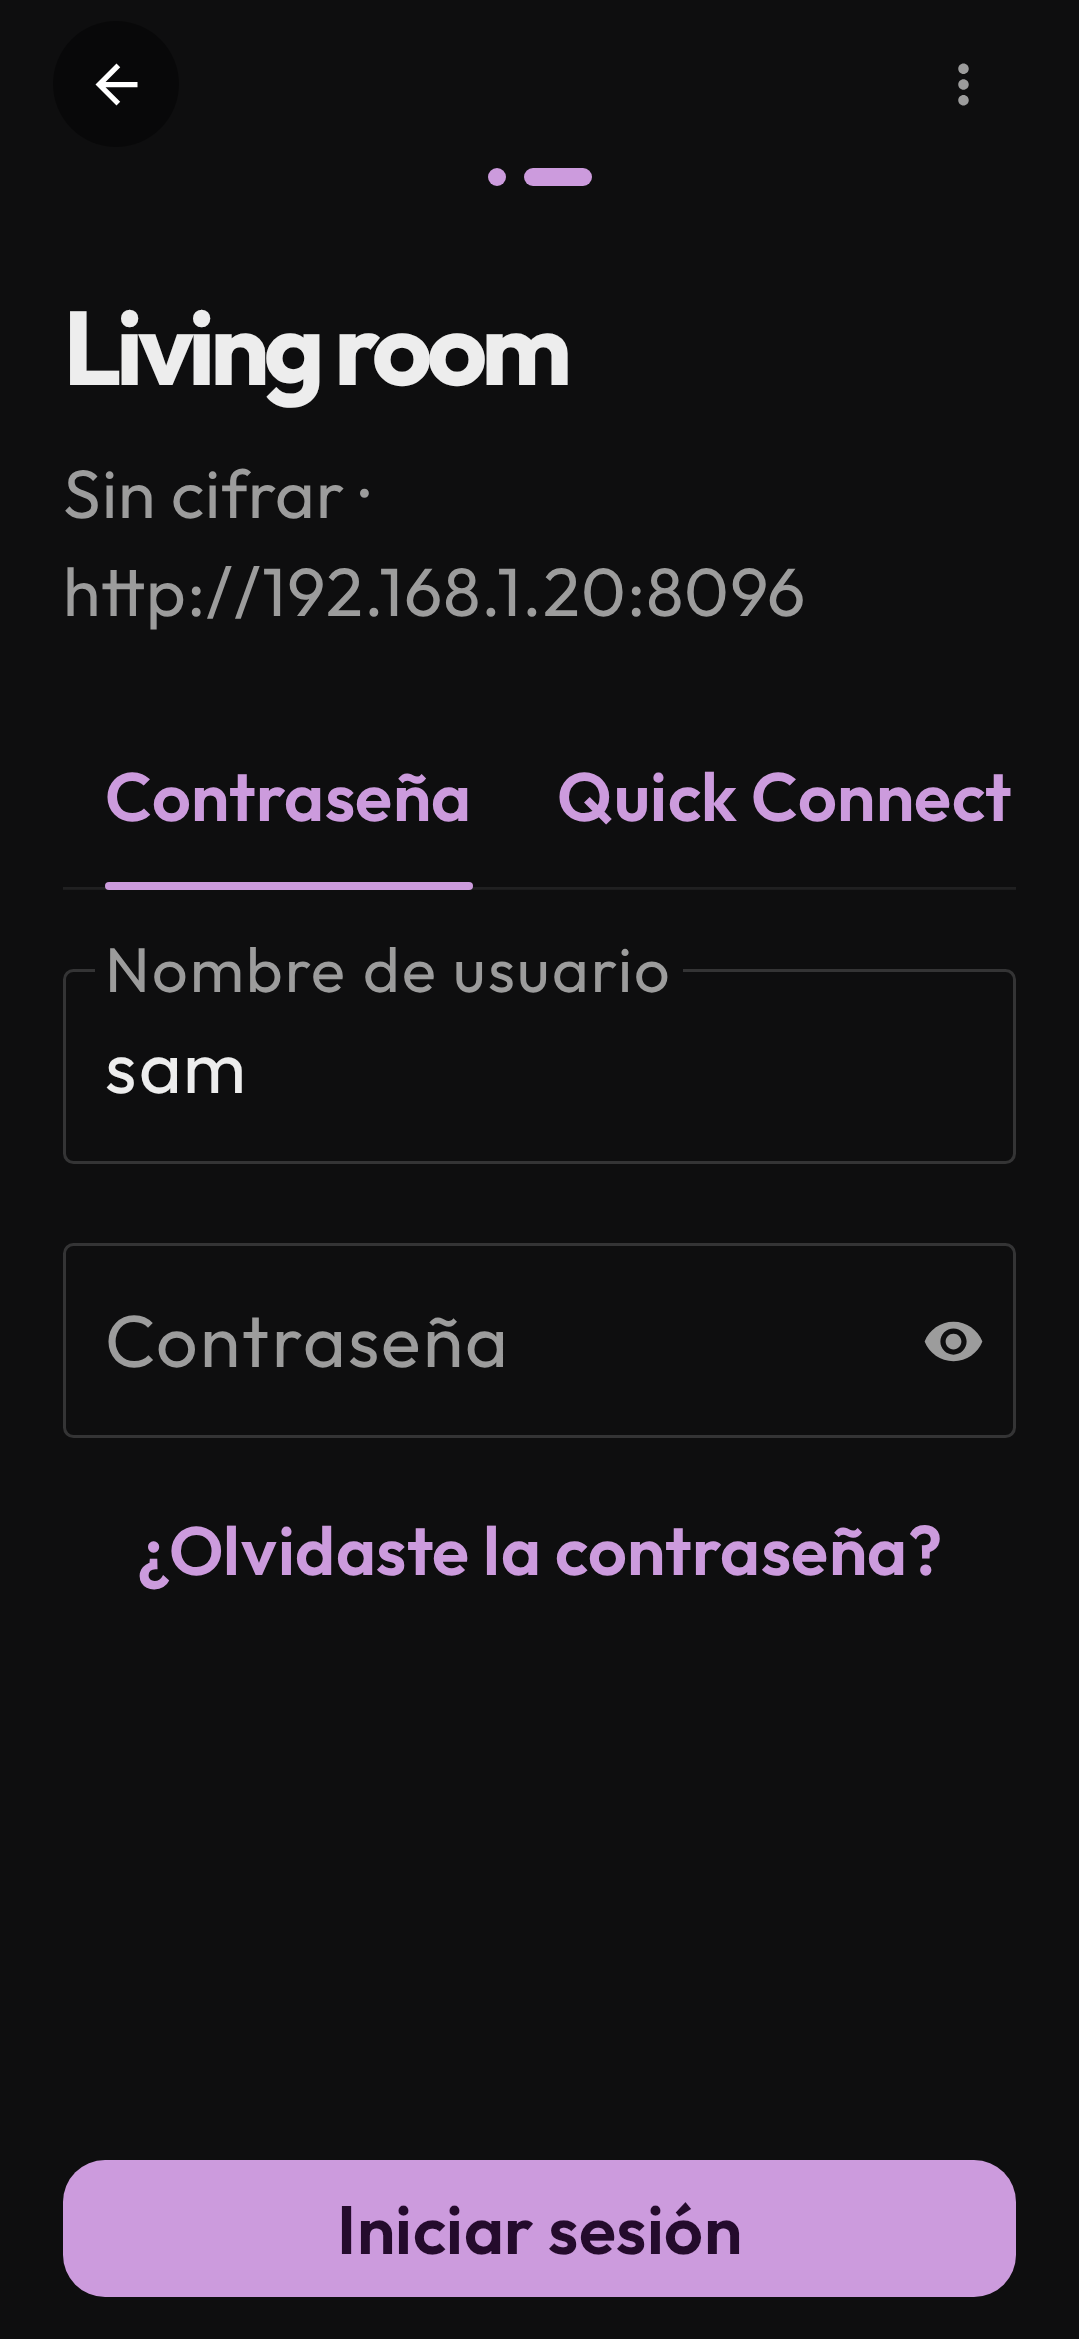 Living room
Sin cifrar ·
http://192.168.1.20:8096
Contraseña
Quick Connect
Nombre de usuario
sam
Contraseña
¿Olvidaste la contraseña?
Iniciar sesión